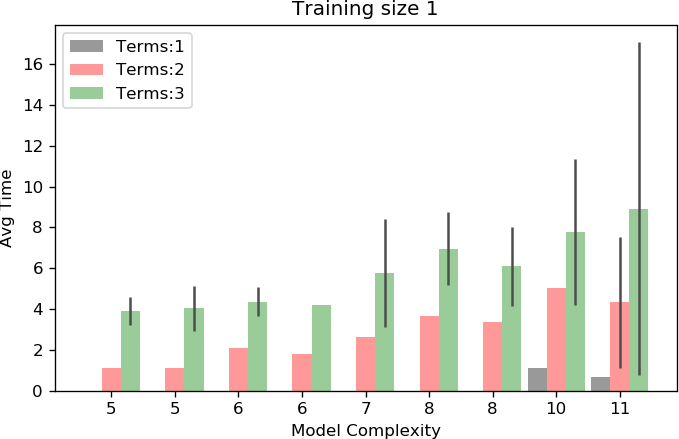 Training size 1
Terms:1
Terms:2
Terms:3
16
14
12
10
8
6
4
2
0
Avg Time
5 5 6 6 7 8 8 10 11
Model Complexity